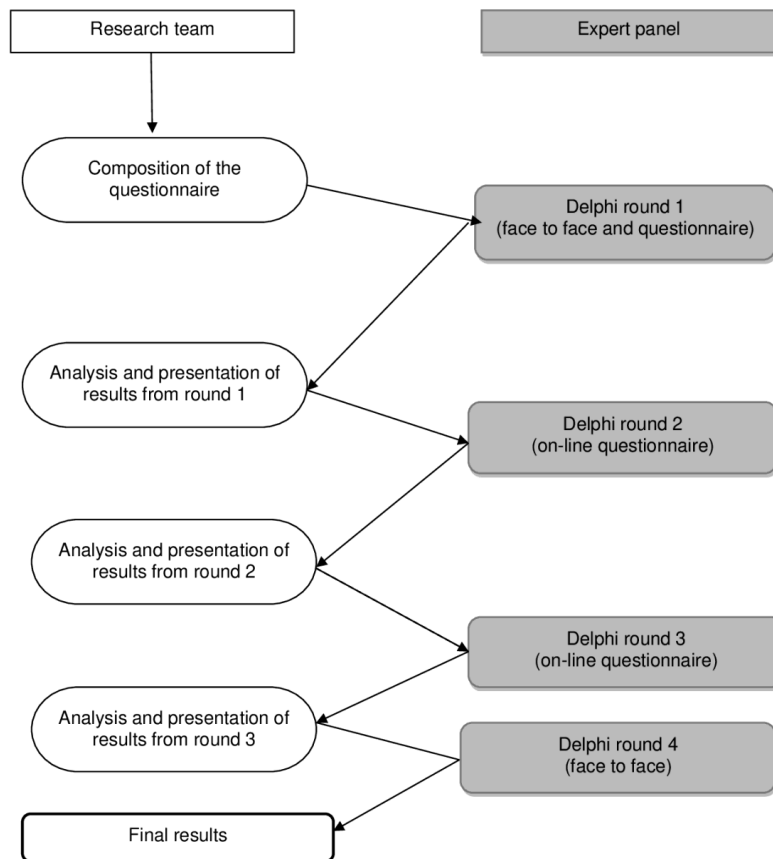 Research team
Expert panel
Composition of the
questionnaire
Delphi round 1
(face to face and questionnaire)
Analysis and presentation of
results from round 1
Delphi round 2
(on-line questionnaire)
Analysis and presentation of
results from round 2
Delphi round 3
(on-line questionnaire)
Analysis and presentation of
results from round 3
Delphi round 4
(face to face)
Final results